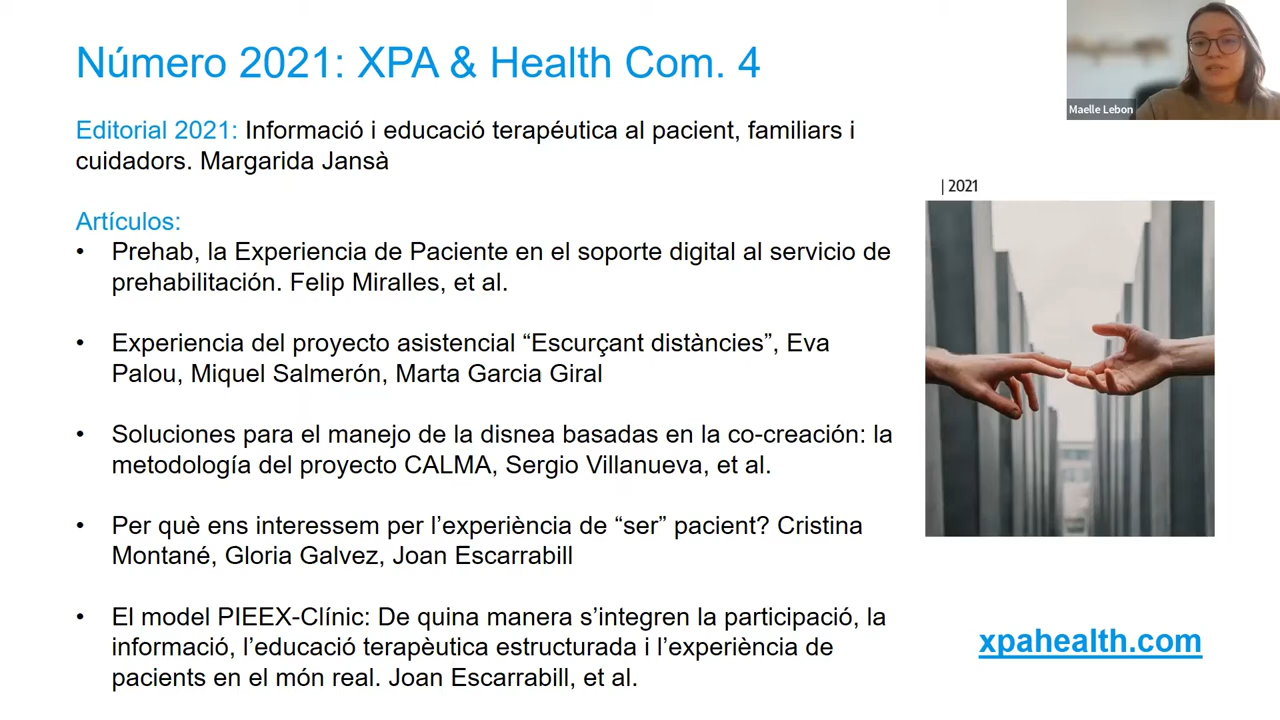 Número 2021: XPA & Health Com. 4
Maelle Lebon
Editorial 2021: Informació i educació terapéutica al pacient, familiars i
cuidadors. Margarida Jansà
| 2021
Artículos:
• Prehab, la Experiencia de Paciente en el soporte digital al servicio de
prehabilitación. Felip Miralles, et al.
• Experiencia del proyecto asistencial “Escurçant distàncies”, Eva
Palou, Miquel Salmerón, Marta Garcia Giral
• Soluciones para el manejo de la disnea basadas en la co-creación: la
metodología del proyecto CALMA, Sergio Villanueva, et al.
• Per què ens interessem per l’experiència de “ser” pacient? Cristina
Montané, Gloria Galvez, Joan Escarrabill
• El model PIEEX-Clínic: De quina manera s’integren la participació, la
informació, l’educació terapèutica estructurada i l’experiència de
pacients en el món real. Joan Escarrabill, et al.
xpahealth.com